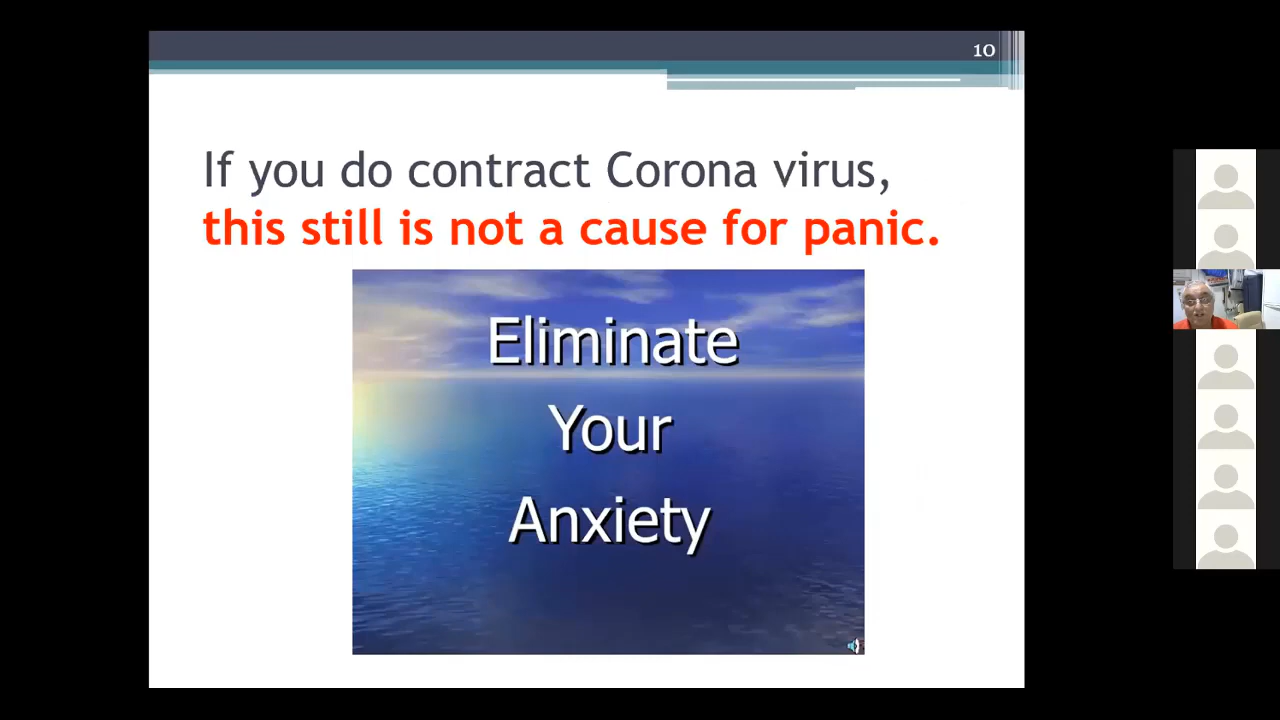 10
If you do contract Corona virus,
this still is not a cause for panic.
Eliminate
Your
Anxiety